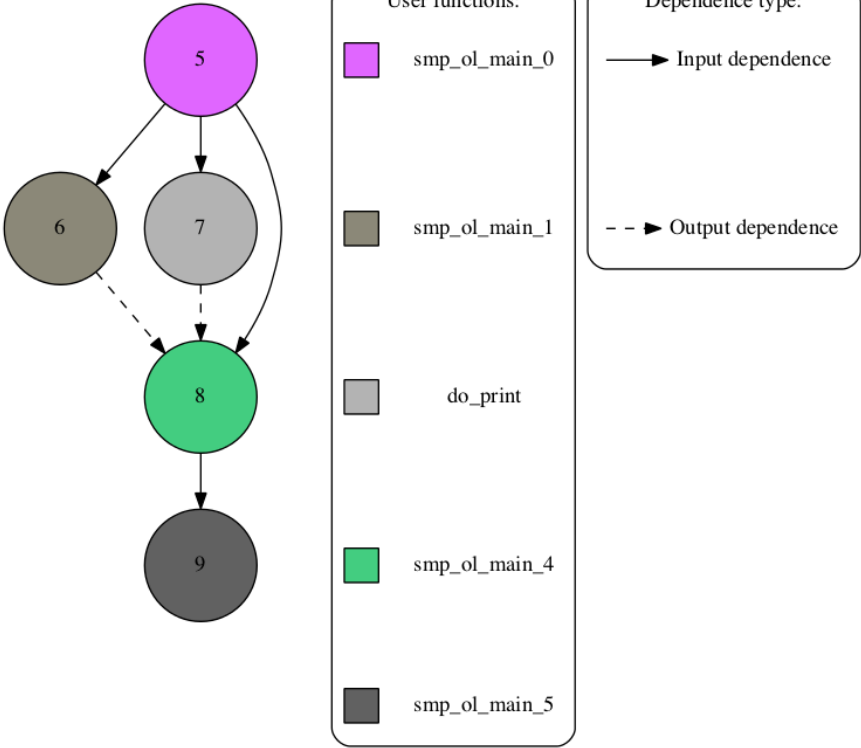 5
6
7
8
9
User functions:
smp_ol_main_0
smp_ol_main_1
do_print
smp_ol_main_4
smp_ol_main_5
Dependence type:
Input dependence
Output dependence